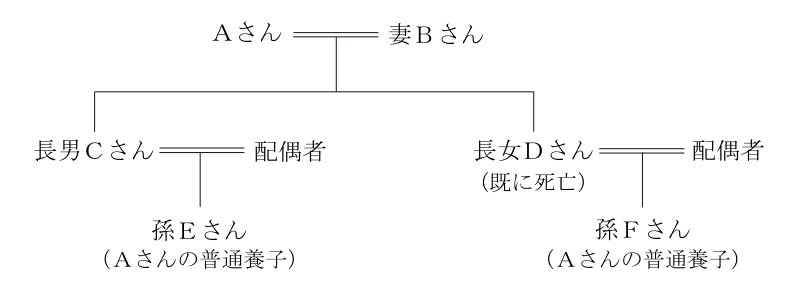 Aさん 妻Bさん
長男Cさん 配偶者 長女Dさん 配偶者
（既に死亡）
孫Eさん 孫Fさん
（Aさんの普通養子） （Aさんの普通養子）